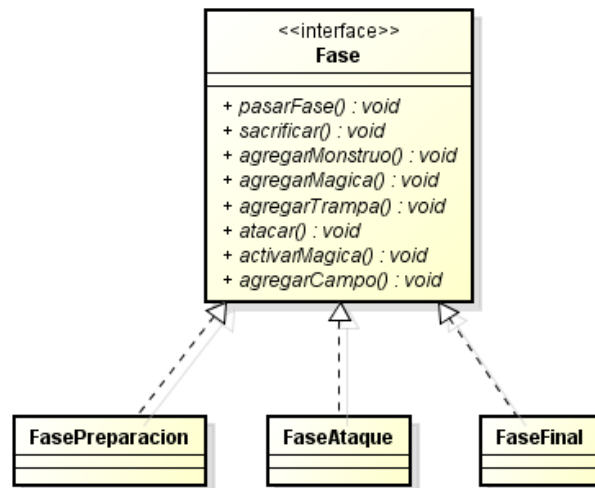 <<interface>>
Fase
+ pasarFase() : void
+ sacrificar() : void
+ agregarMonstruo() : void
+ agregarMagica() : void
+ agregarTrampa() : void
+ atacar() : void
+ activarMagica() : void
+ agregarCampo() : void
FasePreparacion
FaseAtaque
FaseFinal